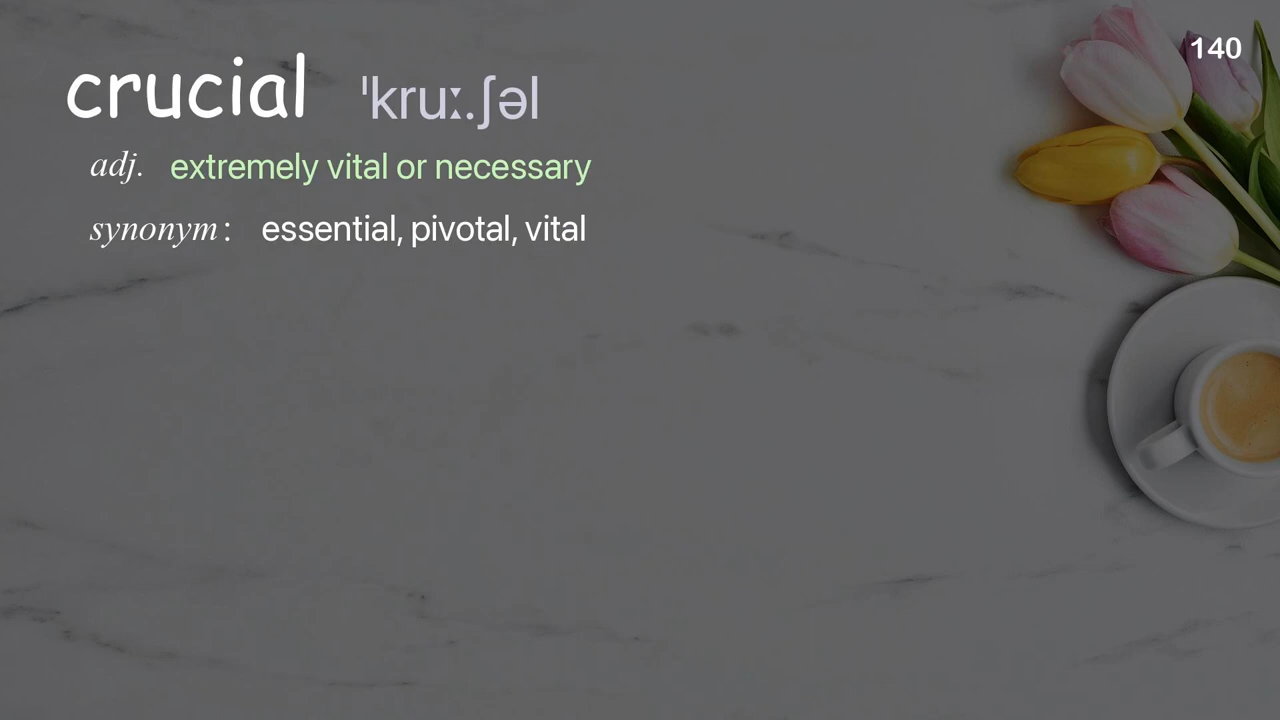 140
crucial ˈkruː.ʃəl
adj. extremely vital or necessary
synonym: essential, pivotal, vital